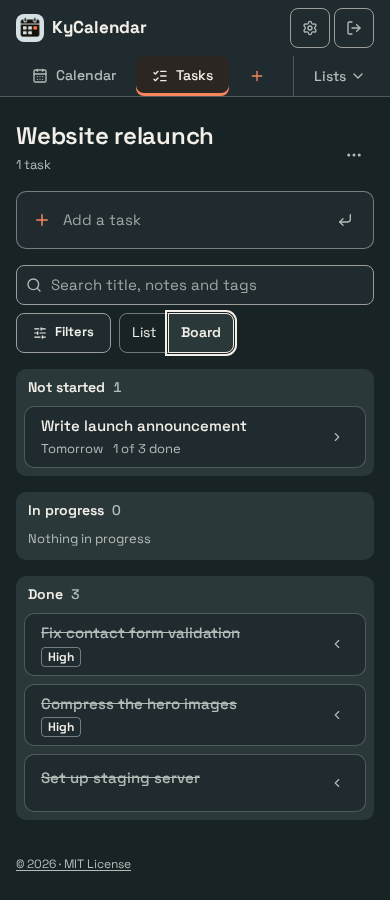 KyCalendar
Calendar
Tasks
Lists
Website relaunch
1 task
Add a task
Search title, notes and tags
Filters
List
Board
Not started 1
Write launch announcement
Tomorrow 1 of 3 done
In progress 0
Nothing in progress
Done 3
Fix contact form validation
High
Compress the hero images
High
Set up staging server
© 2026 · MIT License